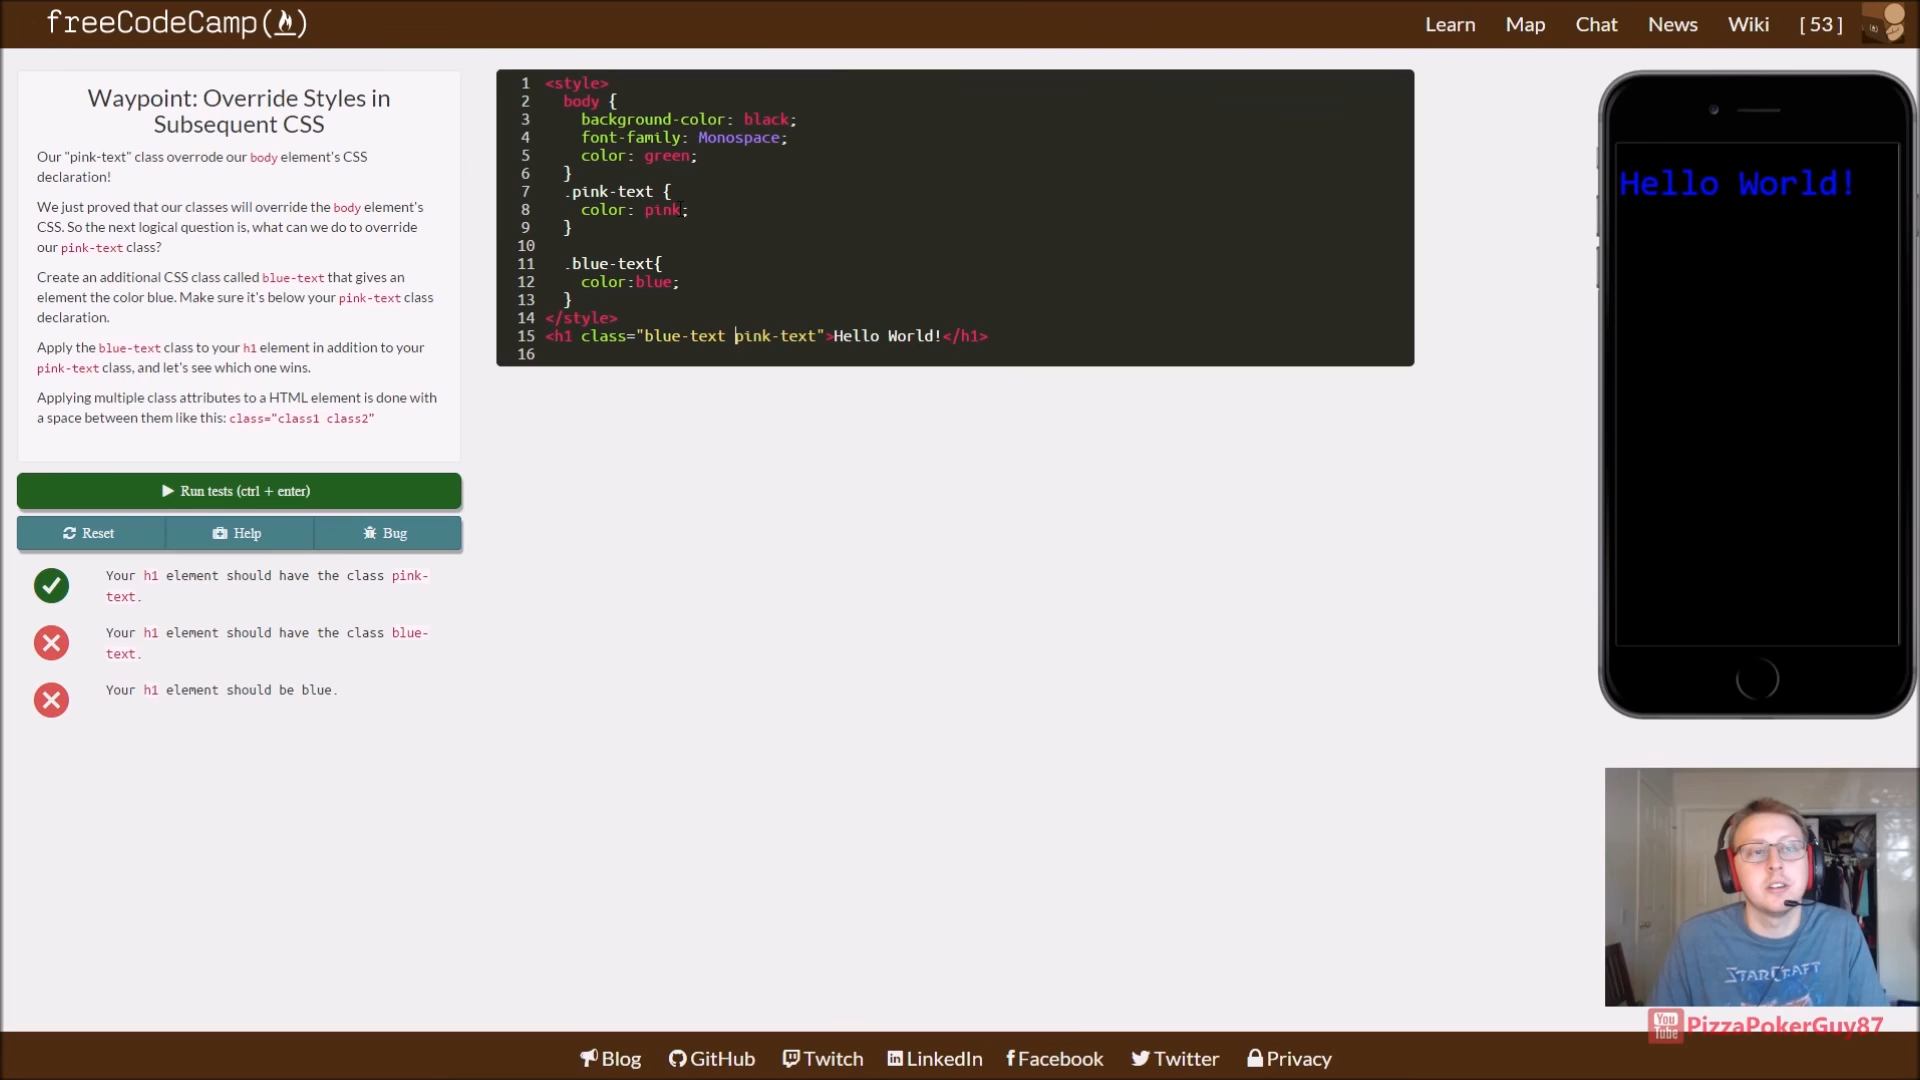 freeCodeCamp(🔥)
Learn Map Chat News Wiki [ 53 ]
Waypoint: Override Styles in
Subsequent CSS
Our "pink-text" class overrode our body element's CSS
declaration!
We just proved that our classes will override the body element's
CSS. So the next logical question is, what can we do to override
our pink-text class?
Create an additional CSS class called blue-text that gives an
element the color blue. Make sure it's below your pink-text class
declaration.
Apply the blue-text class to your h1 element in addition to your
pink-text class, and let's see which one wins.
Applying multiple class attributes to a HTML element is done with
a space between them like this: class="class1 class2"
Run tests (ctrl + enter)
Reset Help Bug
Your h1 element should have the class pink-
text.
Your h1 element should have the class blue-
text.
Your h1 element should be blue.
1 <style>
2 body {
3 background-color: black;
4 font-family: Monospace;
5 color: green;
6 }
7 .pink-text {
8 color: pink;
9 }
10
11 .blue-text{
12 color:blue;
13 }
14 </style>
15 <h1 class="blue-text pink-text">Hello World!</h1>
16
Hello World!
STARCRAFT
You Tube PizzaPokerGuy87
Blog GitHub Twitch LinkedIn Facebook Twitter Privacy